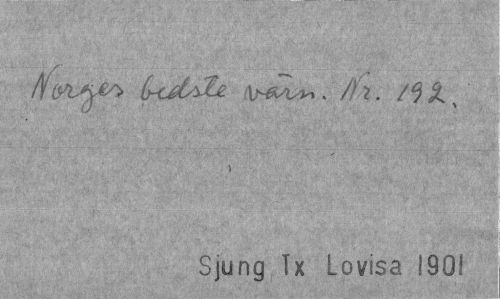 Norges bedste värn. Nr. 192.
Sjung Tx Lovisa 1901